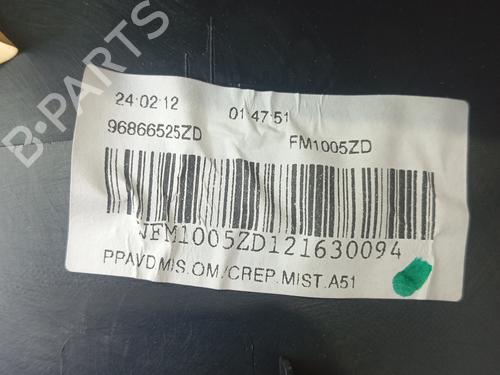 B-PARTS
24·02·12 01·47·51
96866525ZD FM1005ZD
JFM1005ZD121630094
PPAVDMIS.OM./CREP.MIST.A51